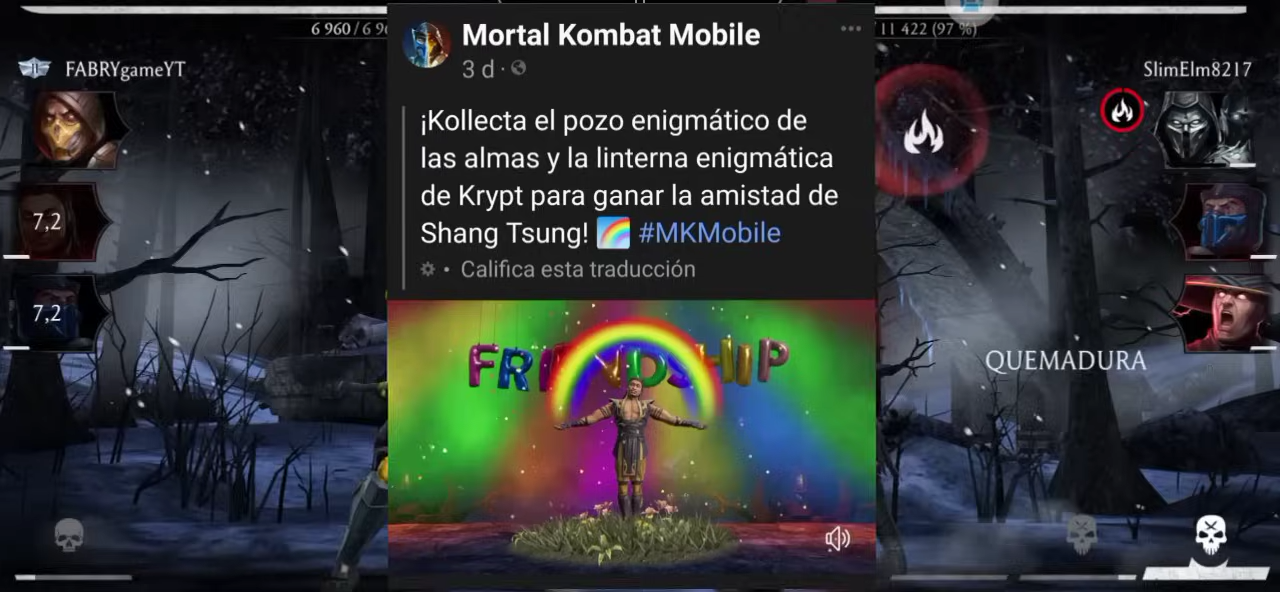 6 960/6 96
11 422 (97 %)
FABRYgameYT
SlimElm8217
7,2
7,2
QUEMADURA
Mortal Kombat Mobile
3 d ·
¡Kollecta el pozo enigmático de
las almas y la linterna enigmática
de Krypt para ganar la amistad de
Shang Tsung! #MKMobile
· Califica esta traducción
FRIENDSHIP